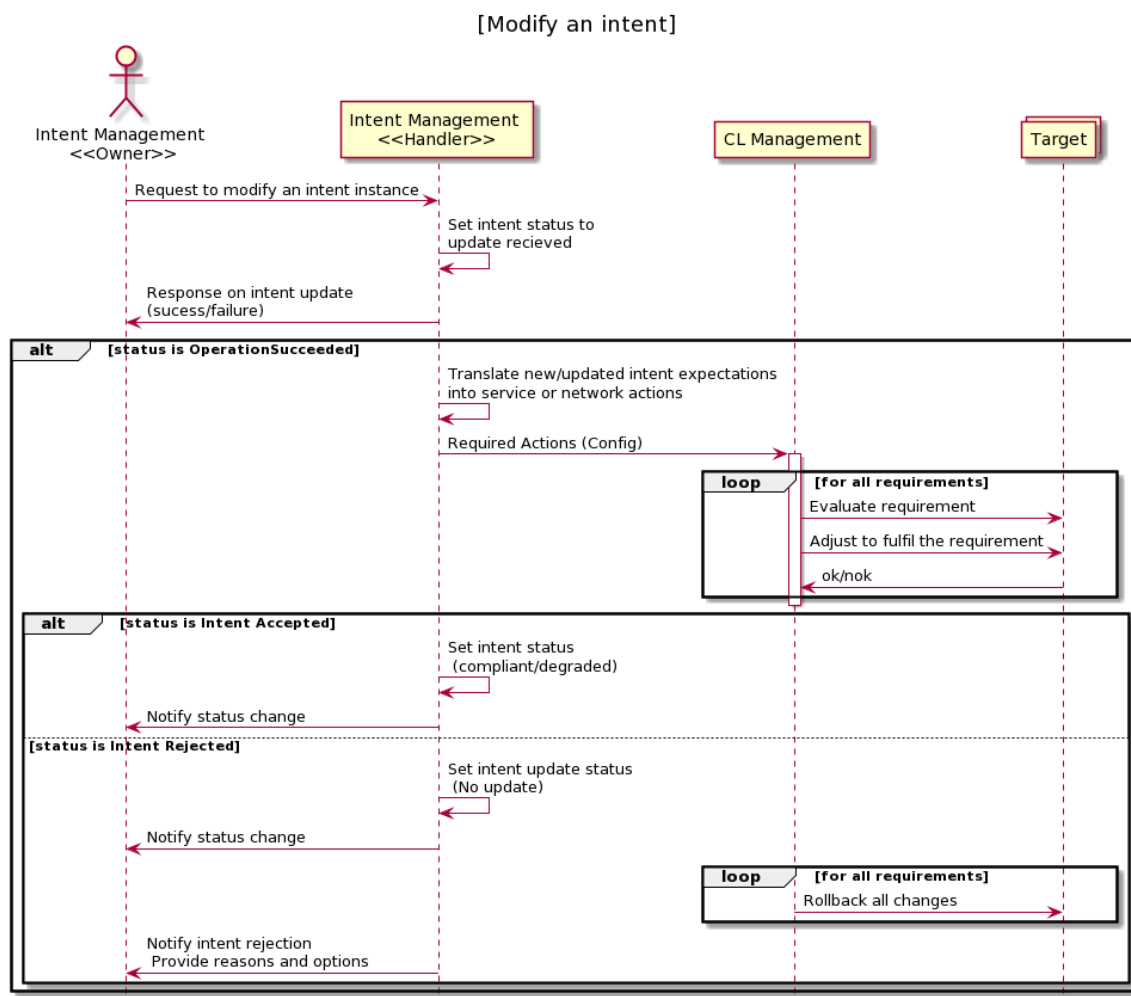 [Modify an intent]
Intent Management
<<Owner>>
Intent Management
<<Handler>>
CL Management
Target
Request to modify an intent instance
Set intent status to
update recieved
Response on intent update
(sucess/failure)
alt [status is OperationSucceeded]
Translate new/updated intent expectations
into service or network actions
Required Actions (Config)
loop [for all requirements]
Evaluate requirement
Adjust to fulfil the requirement
ok/nok
alt [status is Intent Accepted]
Set intent status
(compliant/degraded)
Notify status change
[status is Intent Rejected]
Set intent update status
(No update)
Notify status change
loop [for all requirements]
Rollback all changes
Notify intent rejection
Provide reasons and options